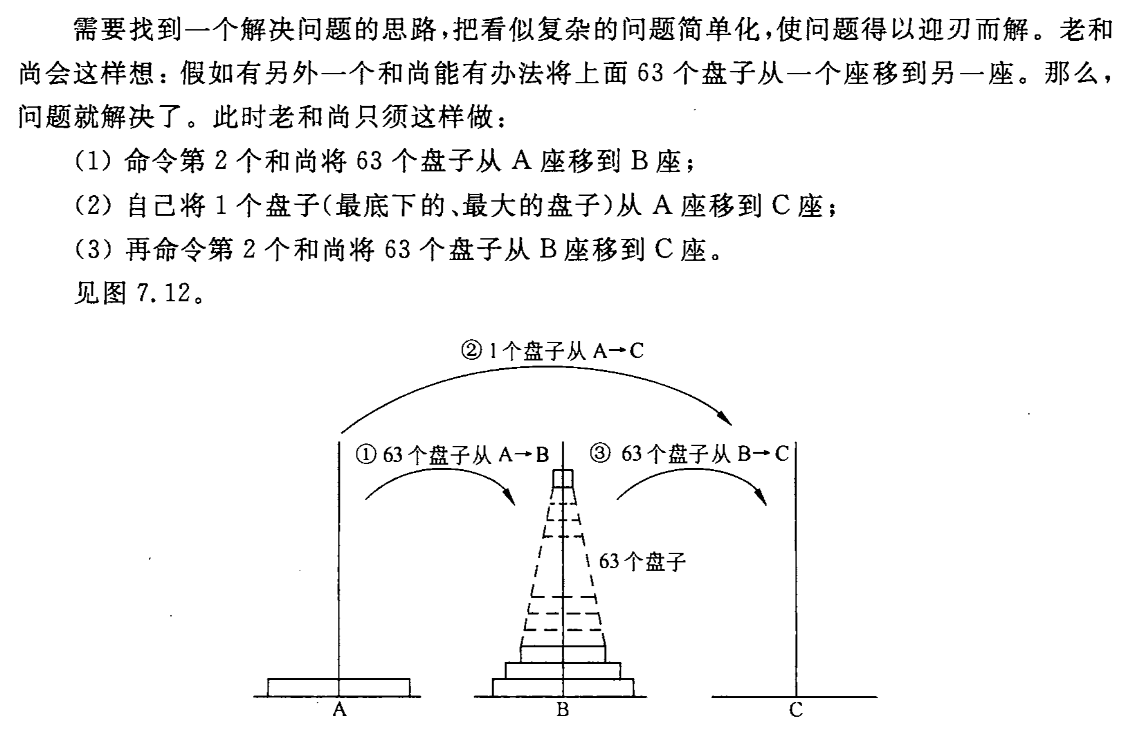 需要找到一个解决问题的思路,把看似复杂的问题简单化,使问题得以迎刃而解。老和
尚会这样想:假如有另外一个和尚能有办法将上面 63 个盘子从一个座移到另一座。那么,
问题就解决了。此时老和尚只须这样做:
(1) 命令第 2 个和尚将 63 个盘子从 A 座移到 B 座;
(2) 自己将 1 个盘子(最底下的、最大的盘子)从 A 座移到 C 座;
(3) 再命令第 2 个和尚将 63 个盘子从 B 座移到 C 座。
见图 7.12。
② 1个盘子从 A→C
① 63个盘子从 A→B
③ 63个盘子从 B→C
63个盘子
A
B
C